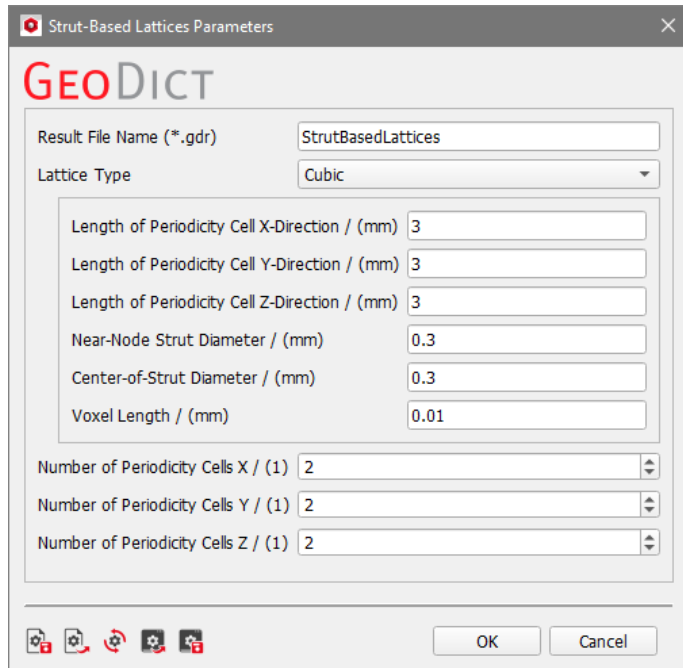 Strut-Based Lattices Parameters
GEODICT
Result File Name (*.gdr) StrutBasedLattices
Lattice Type Cubic
Length of Periodicity Cell X-Direction / (mm) 3
Length of Periodicity Cell Y-Direction / (mm) 3
Length of Periodicity Cell Z-Direction / (mm) 3
Near-Node Strut Diameter / (mm) 0.3
Center-of-Strut Diameter / (mm) 0.3
Voxel Length / (mm) 0.01
Number of Periodicity Cells X / (1) 2
Number of Periodicity Cells Y / (1) 2
Number of Periodicity Cells Z / (1) 2
OK Cancel